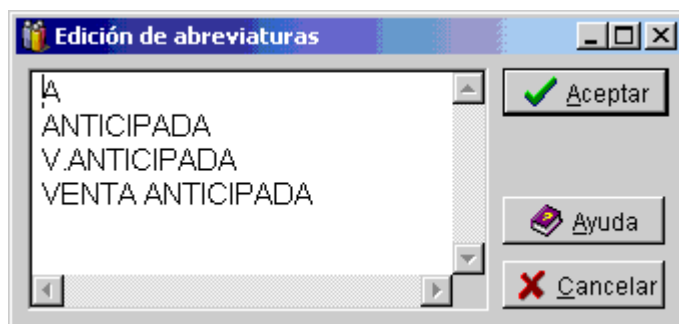 Edición de abreviaturas
A
ANTICIPADA
V.ANTICIPADA
VENTA ANTICIPADA
Aceptar
Ayuda
Cancelar